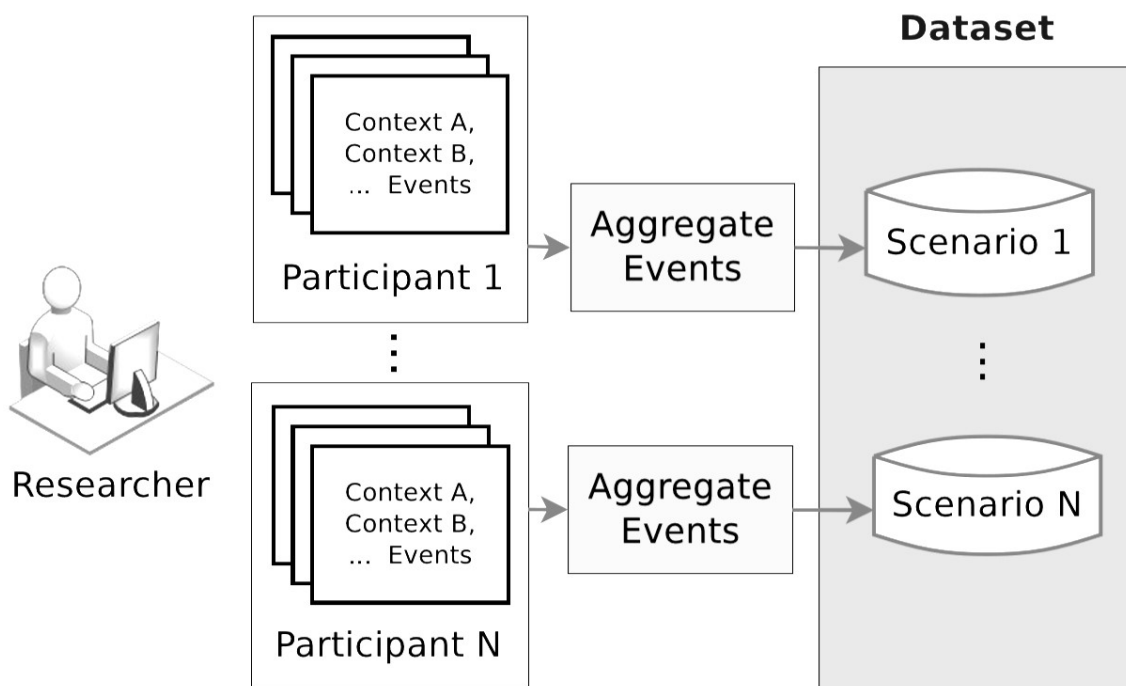 Dataset
Context A,
Context B,
... Events
Participant 1
Aggregate
Events
Scenario 1
Researcher
Context A,
Context B,
... Events
Participant N
Aggregate
Events
Scenario N